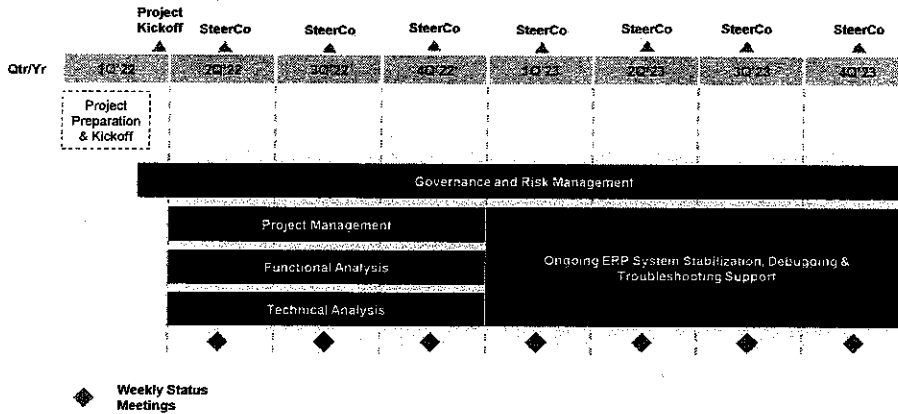 Project
Kickoff SteerCo SteerCo SteerCo SteerCo SteerCo SteerCo SteerCo
Qtr/Yr 1Q'22 2Q'22 3Q'22 4Q'22 1Q'23 2Q'23 3Q'23 4Q'23
Project
Preparation
& Kickoff
Governance and Risk Management
Project Management
Functional Analysis
Technical Analysis
Ongoing ERP System Stabilization, Debugging &
Troubleshooting Support
Weekly Status
Meetings